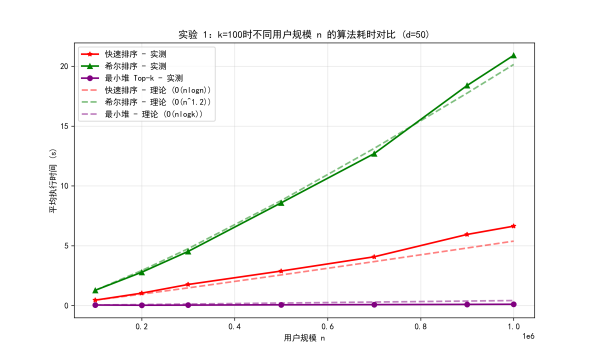 实验 1: k=100时不同用户规模 n 的算法耗时对比 (d=50)
快速排序 - 实测
希尔排序 - 实测
最小堆 Top-k - 实测
快速排序 - 理论 (O(nlogn))
希尔排序 - 理论 (O(n^1.2))
最小堆 - 理论 (O(nlogk))
平均执行时间 (s)
20
15
10
5
0
0.2
0.4
0.6
0.8
1.0
1e6
用户规模 n